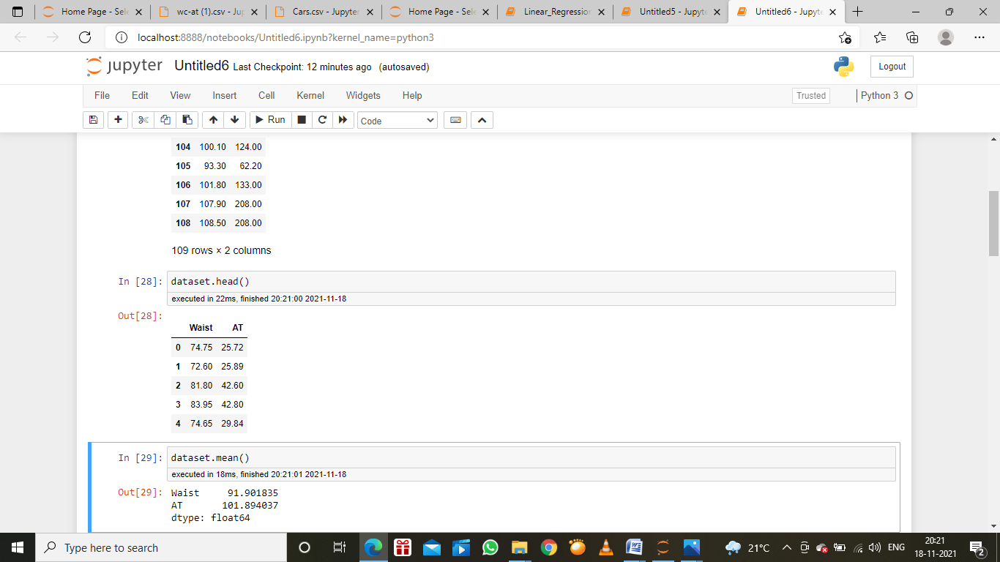 Home Page - Sele
wc-at (1).csv - Jup
Cars.csv - Jupyter
Home Page - Sele
Linear_Regression
Untitled5 - Jupyte
Untitled6 - Jupyte
localhost:8888/notebooks/Untitled6.ipynb?kernel_name=python3
jupyter Untitled6 Last Checkpoint: 12 minutes ago (autosaved)
Logout
File Edit View Insert Cell Kernel Widgets Help
Trusted
Python 3
Run
Code
104 100.10 124.00
105 93.30 62.20
106 101.80 133.00
107 107.90 208.00
108 108.50 208.00
109 rows × 2 columns
In [28]: dataset.head()
executed in 22ms, finished 20:21:00 2021-11-18
Out[28]:
Waist AT
0 74.75 25.72
1 72.60 25.89
2 81.80 42.60
3 83.95 42.80
4 74.65 29.84
In [29]: dataset.mean()
executed in 18ms, finished 20:21:01 2021-11-18
Out[29]: Waist 91.901835
AT 101.894037
dtype: float64
Type here to search
21°C
ENG
20:21
18-11-2021
2